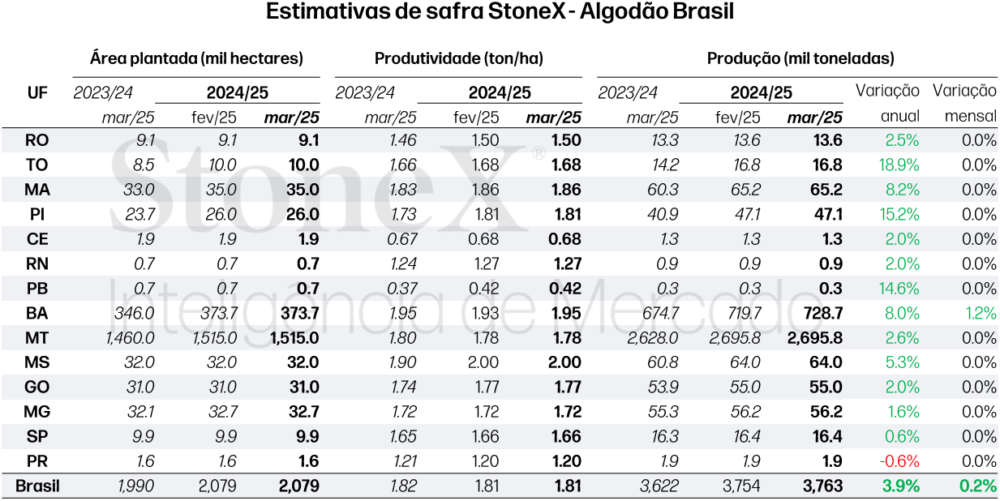 Estimativas de safra StoneX - Algodão Brasil
Área plantada (mil hectares) Produtividade (ton/ha) Produção (mil toneladas)
UF 2023/24 2024/25 2023/24 2024/25 2023/24 2024/25 Variação Variação
mar/25 fev/25 mar/25 mar/25 fev/25 mar/25 mar/25 fev/25 mar/25 anual mensal
RO 9.1 9.1 9.1 1.46 1.50 1.50 13.3 13.6 13.6 2.5% 0.0%
TO 8.5 10.0 10.0 1.66 1.68 1.68 14.2 16.8 16.8 18.9% 0.0%
MA 33.0 35.0 35.0 1.83 1.86 1.86 60.3 65.2 65.2 8.2% 0.0%
PI 23.7 26.0 26.0 1.73 1.81 1.81 40.9 47.1 47.1 15.2% 0.0%
CE 1.9 1.9 1.9 0.67 0.68 0.68 1.3 1.3 1.3 2.0% 0.0%
RN 0.7 0.7 0.7 1.24 1.27 1.27 0.9 0.9 0.9 2.0% 0.0%
PB 0.7 0.7 0.7 0.37 0.42 0.42 0.3 0.3 0.3 14.6% 0.0%
BA 346.0 373.7 373.7 1.95 1.93 1.95 674.7 719.7 728.7 8.0% 1.2%
MT 1,460.0 1,515.0 1,515.0 1.80 1.78 1.78 2,628.0 2,695.8 2,695.8 2.6% 0.0%
MS 32.0 32.0 32.0 1.90 2.00 2.00 60.8 64.0 64.0 5.3% 0.0%
GO 31.0 31.0 31.0 1.74 1.77 1.77 53.9 55.0 55.0 2.0% 0.0%
MG 32.1 32.7 32.7 1.72 1.72 1.72 55.3 56.2 56.2 1.6% 0.0%
SP 9.9 9.9 9.9 1.65 1.66 1.66 16.3 16.4 16.4 0.6% 0.0%
PR 1.6 1.6 1.6 1.21 1.20 1.20 1.9 1.9 1.9 -0.6% 0.0%
Brasil 1,990 2,079 2,079 1.82 1.81 1.81 3,622 3,754 3,763 3.9% 0.2%
StoneX®
Inteligência de Mercado